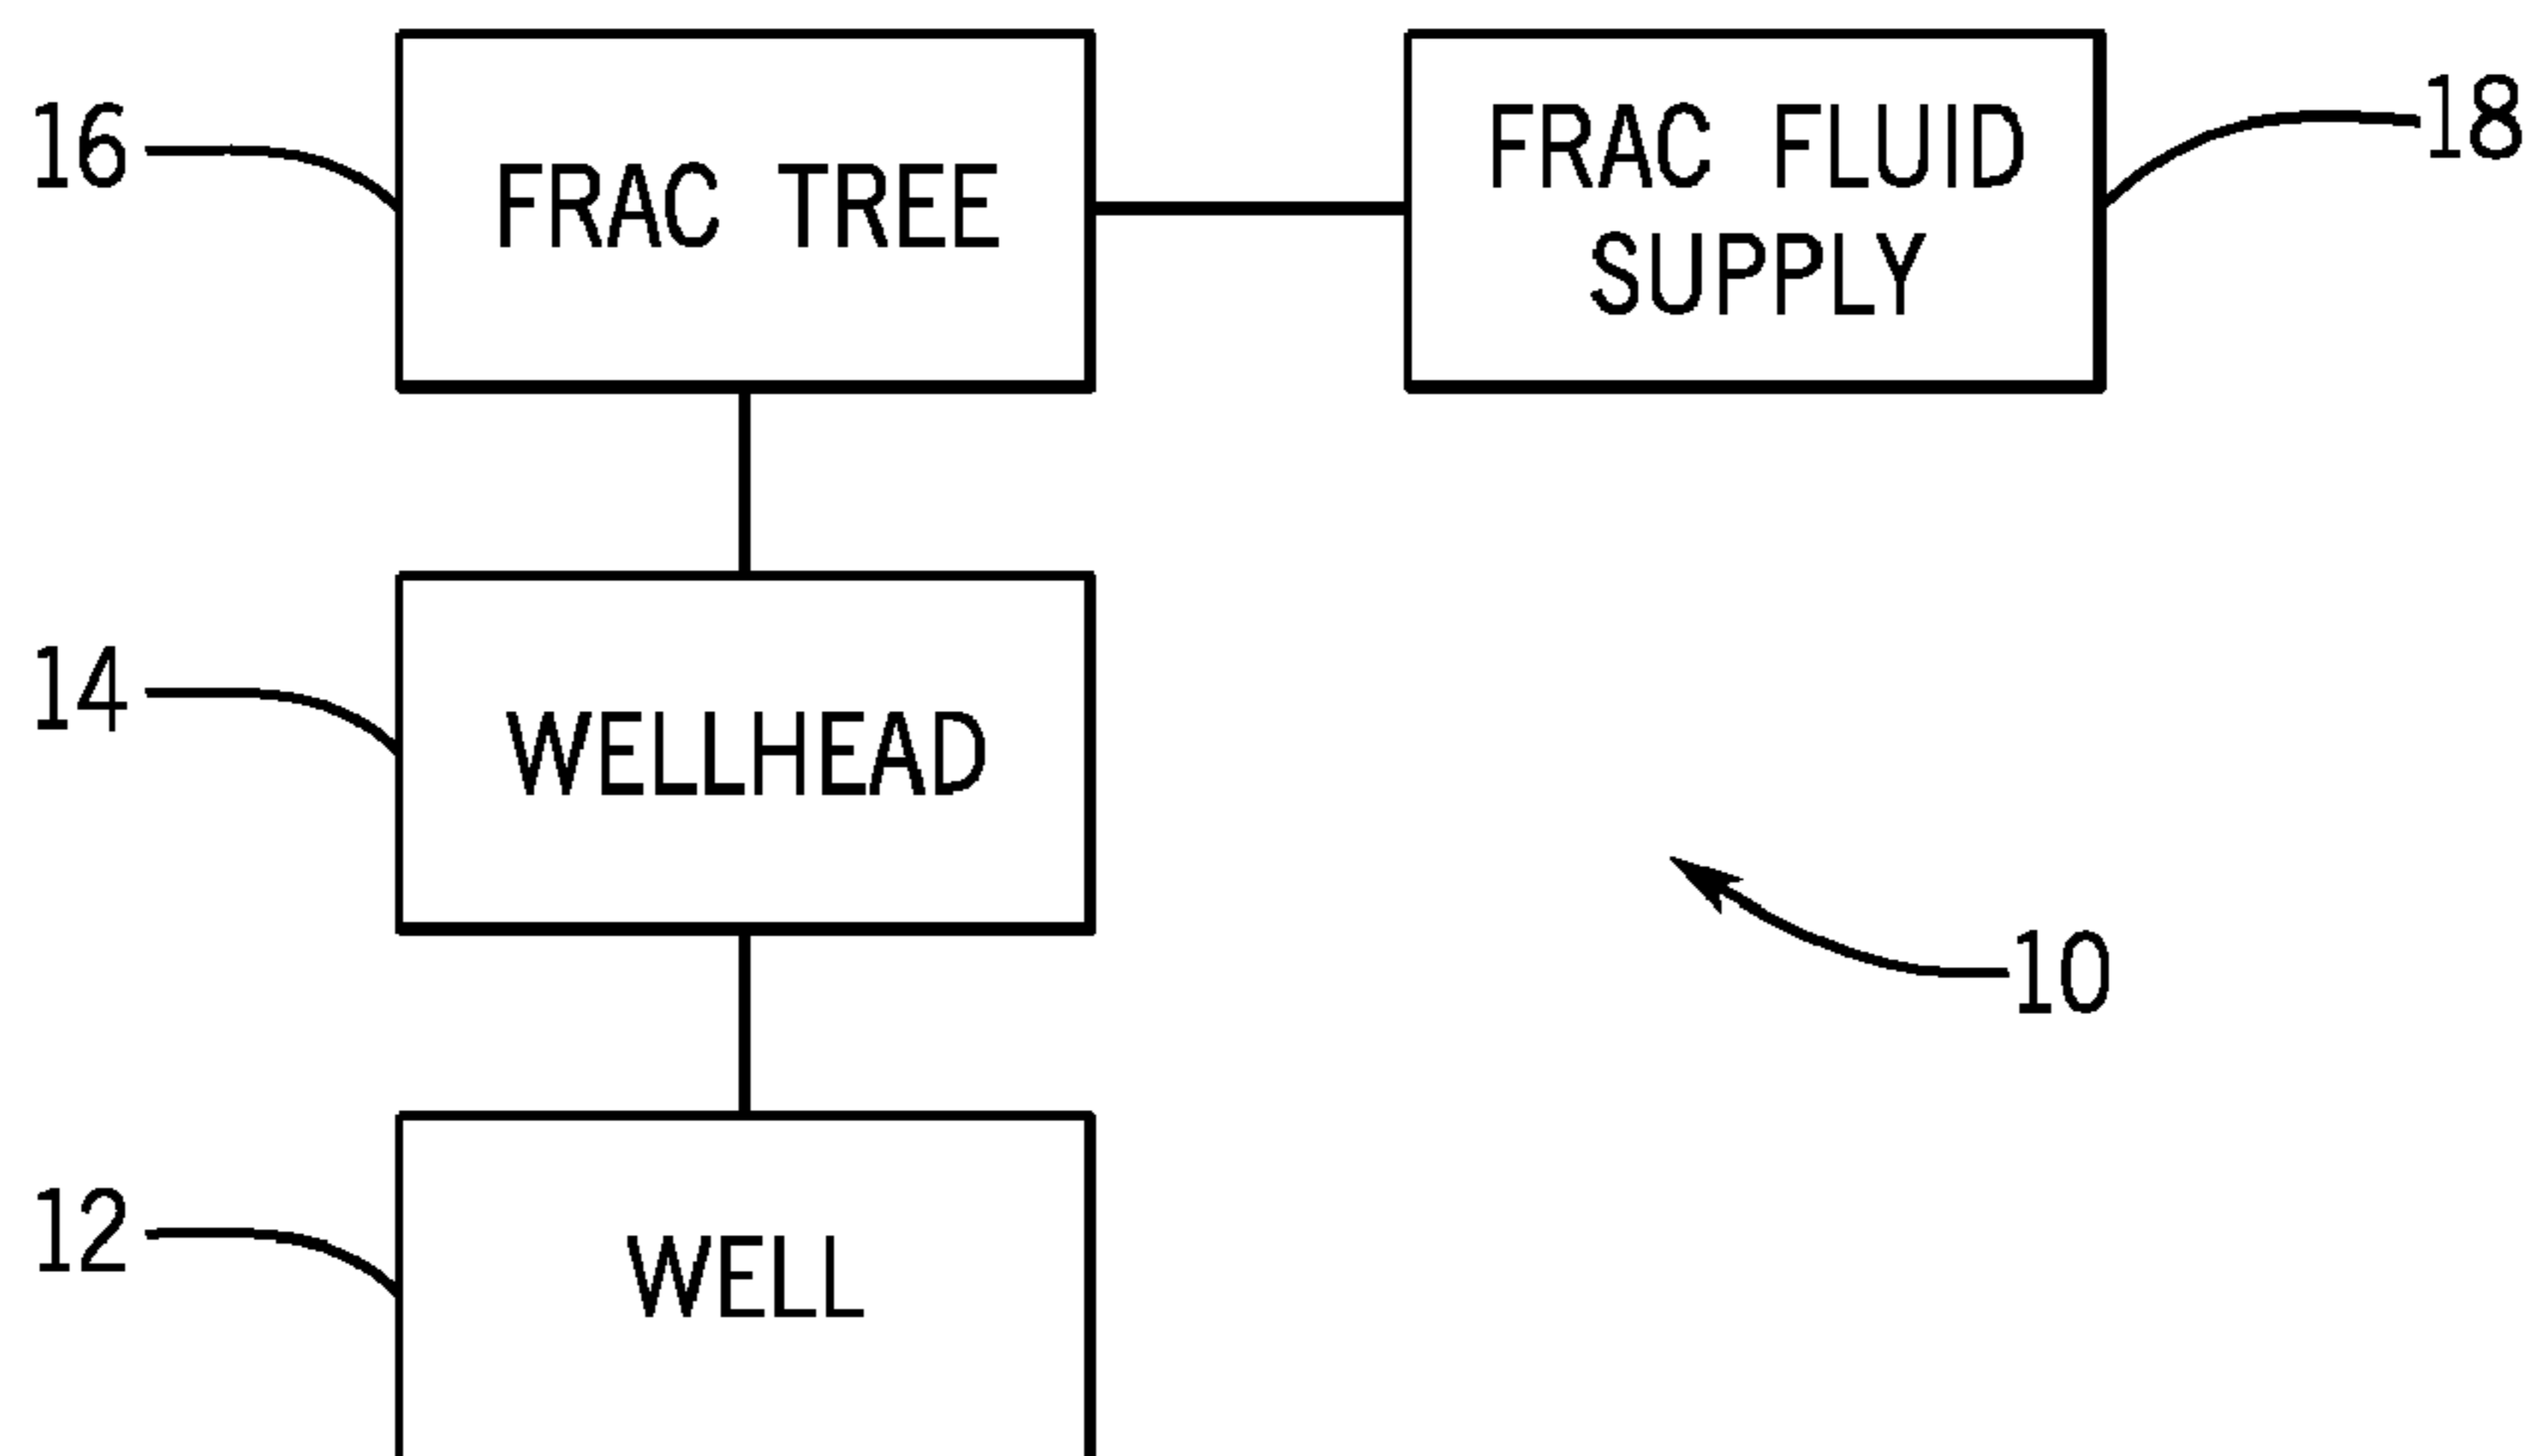 16
FRAC TREE
FRAC FLUID
SUPPLY
18
14
WELLHEAD
10
12
WELL